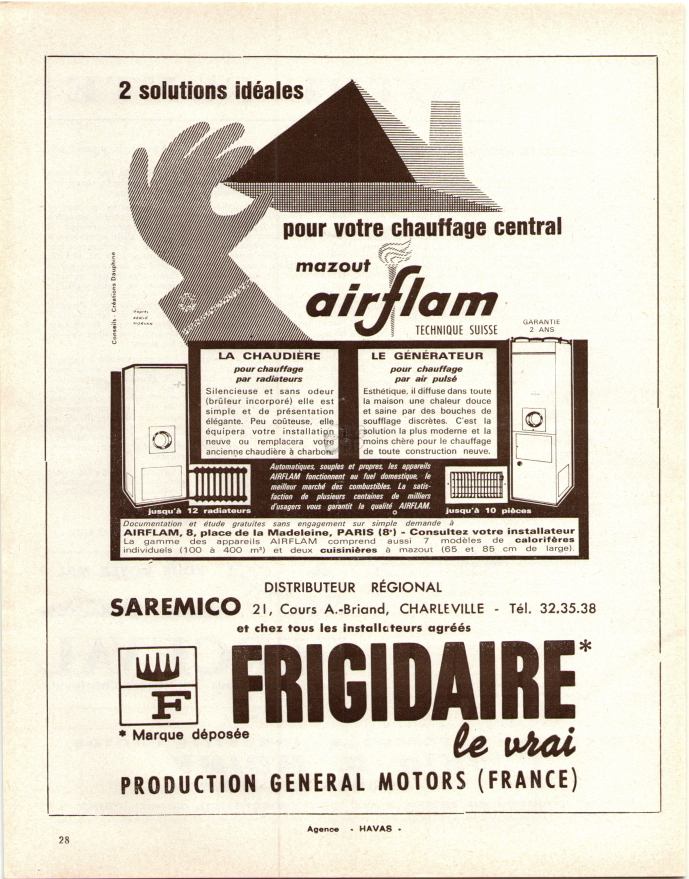 2 solutions idéales
pour votre chauffage central
mazout
airflam
TECHNIQUE SUISSE
Conseils - Créations Dauphine
d'après
HERVÉ
MORVAN
GARANTIE
2 ANS
LA CHAUDIÈRE
pour chauffage
par radiateurs
Silencieuse et sans odeur
(brûleur incorporé) elle est
simple et de présentation
élégante. Peu coûteuse, elle
équipera votre installation
neuve ou remplacera votre
ancienne chaudière à charbon.
LE GÉNÉRATEUR
pour chauffage
par air pulsé
Esthétique, il diffuse dans toute
la maison une chaleur douce
et saine par des bouches de
soufflage discrètes. C'est la
solution la plus moderne et la
moins chère pour le chauffage
de toute construction neuve.
Automatiques, souples et propres, les appareils
AIRFLAM fonctionnent au fuel domestique, le
meilleur marché des combustibles. La satis-
faction de plusieurs centaines de milliers
d'usagers vous garantit la qualité AIRFLAM.
jusqu'à 12 radiateurs
jusqu'à 10 pièces
Documentation et étude gratuites sans engagement sur simple demande à
AIRFLAM, 8, place de la Madeleine, PARIS (8e) - Consultez votre installateur
La gamme des appareils AIRFLAM comprend aussi 7 modèles de calorifères
individuels (100 à 400 m³) et deux cuisinières à mazout (65 et 85 cm de large).
DISTRIBUTEUR RÉGIONAL
SAREMICO 21, Cours A.-Briand, CHARLEVILLE - Tél. 32.35.38
et chez tous les installateurs agréés
F
FRIGIDAIRE*
* Marque déposée
le vrai
PRODUCTION GENERAL MOTORS (FRANCE)
Agence - HAVAS -
28